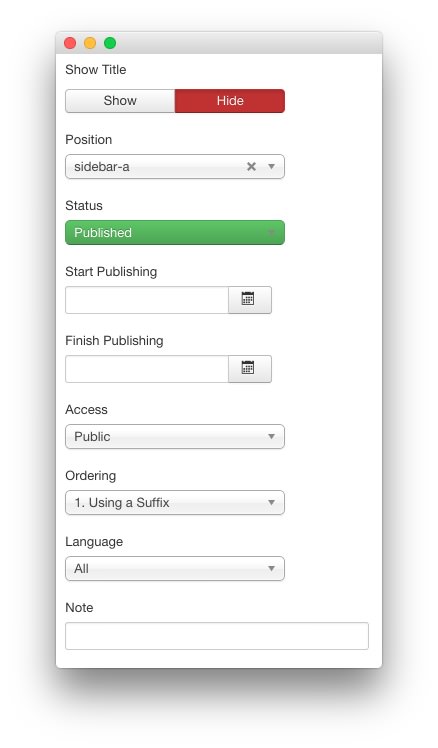 Show Title
Show Hide
Position
sidebar-a
Status
Published
Start Publishing
Finish Publishing
Access
Public
Ordering
1. Using a Suffix
Language
All
Note